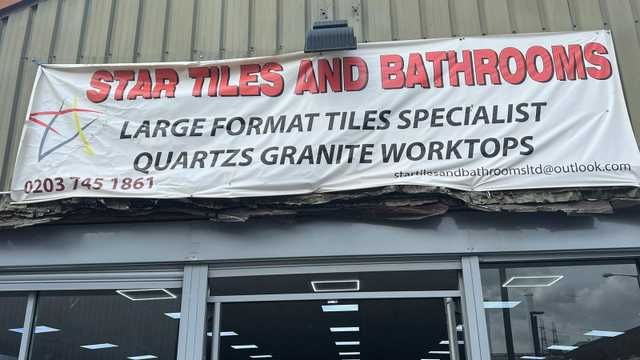 STAR TILES AND BATHROOMS
LARGE FORMAT TILES SPECIALIST
QUARTZS GRANITE WORKTOPS
startilesandbathroomsltd@outlook.com
0203 745 1861